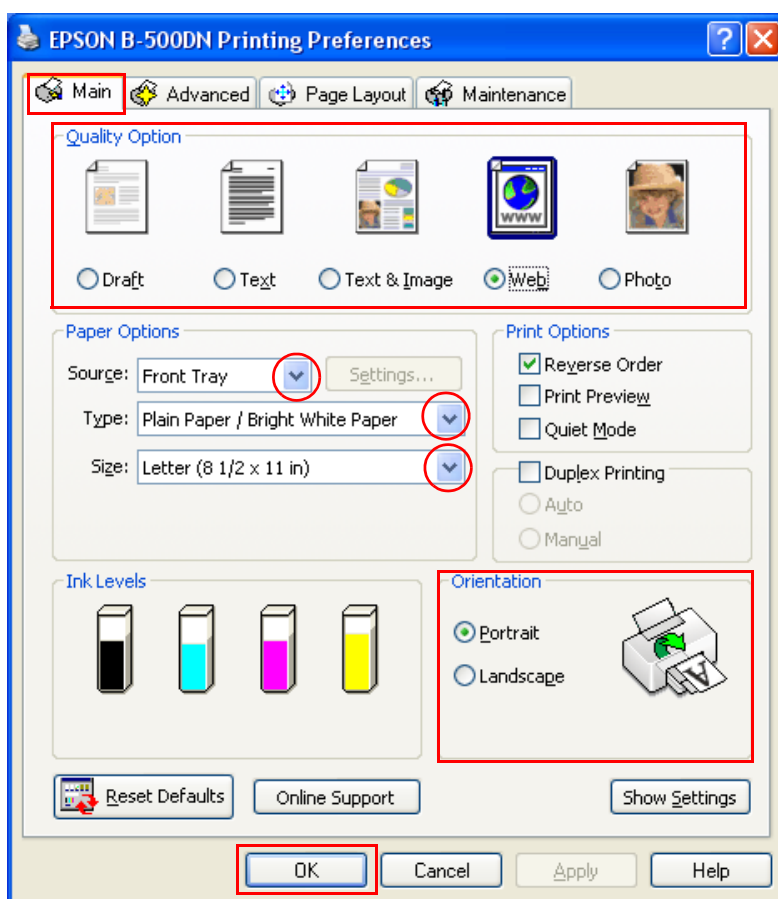 EPSON B-500DN Printing Preferences
Main Advanced Page Layout Maintenance
Quality Option
www
Draft Text Text & Image Web Photo
Paper Options
Source: Front Tray Settings...
Type: Plain Paper / Bright White Paper
Size: Letter (8 1/2 x 11 in)
Print Options
Reverse Order
Print Preview
Quiet Mode
Duplex Printing
Auto
Manual
Ink Levels
Orientation
Portrait
Landscape
A
Reset Defaults Online Support Show Settings
OK Cancel Apply Help